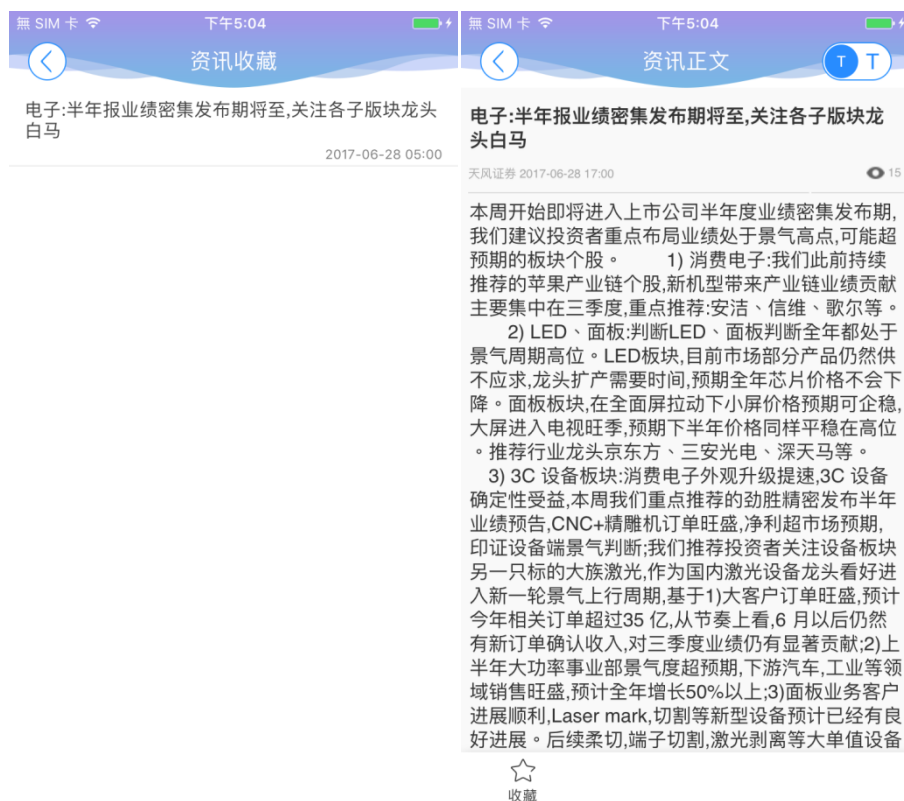 無 SIM 卡
下午5:04
资讯收藏
电子:半年报业绩密集发布期将至,关注各子版块龙头
白马
2017-06-28 05:00
無 SIM 卡
下午5:04
资讯正文
T T
电子:半年报业绩密集发布期将至,关注各子版块龙
头白马
天风证券 2017-06-28 17:00
15
本周开始即将进入上市公司半年度业绩密集发布期,
我们建议投资者重点布局业绩处于景气高点,可能超
预期的板块个股。 1) 消费电子:我们此前持续
推荐的苹果产业链个股,新机型带来产业链业绩贡献
主要集中在三季度,重点推荐:安洁、信维、歌尔等。
2) LED、面板:判断LED、面板判断全年都处于
景气周期高位。LED板块,目前市场部分产品仍然供
不应求,龙头扩产需要时间,预期全年芯片价格不会下
降。面板板块,在全面屏拉动下小屏价格预期可企稳,
大屏进入电视旺季,预期下半年价格同样平稳在高位
。推荐行业龙头京东方、三安光电、深天马等。
3) 3C 设备板块:消费电子外观升级提速,3C 设备
确定性受益,本周我们重点推荐的劲胜精密发布半年
业绩预告,CNC+精雕机订单旺盛,净利超市场预期,
印证设备端景气判断;我们推荐投资者关注设备板块
另一只标的大族激光,作为国内激光设备龙头看好进
入新一轮景气上行周期,基于1)大客户订单旺盛,预计
今年相关订单超过35 亿,从节奏上看,6 月以后仍然
有新订单确认收入,对三季度业绩仍有显著贡献;2)上
半年大功率事业部景气度超预期,下游汽车,工业等领
域销售旺盛,预计全年增长50%以上;3)面板业务客户
进展顺利,Laser mark,切割等新型设备预计已经有良
好进展。后续柔切,端子切割,激光剥离等大单值设备
收藏